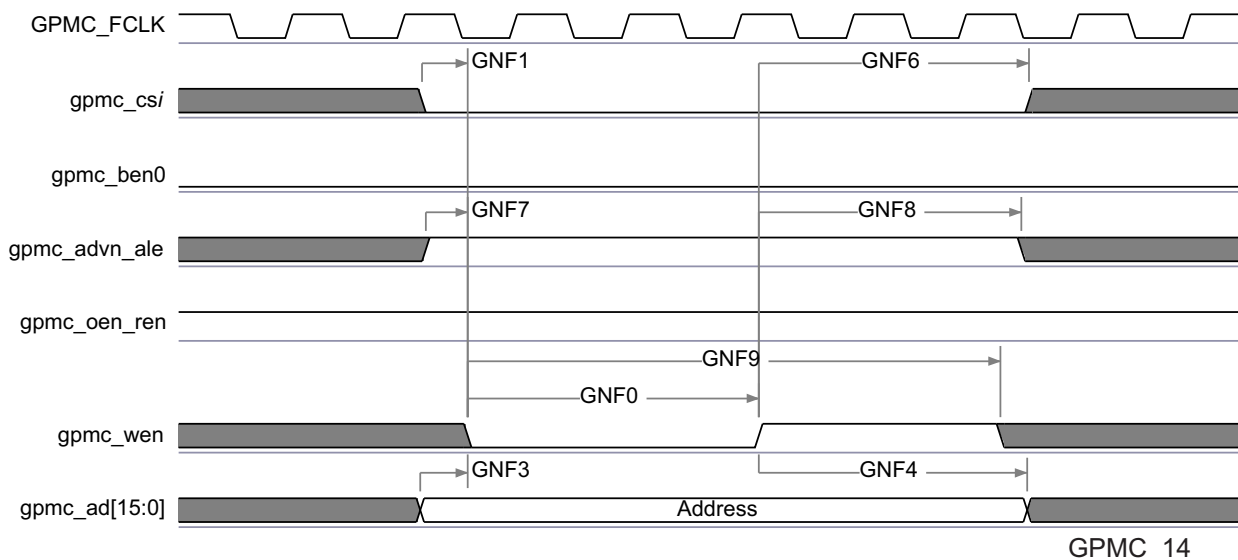 GPMC_FCLK
GNF1
GNF6
gpmc_csi
gpmc_ben0
GNF7
GNF8
gpmc_advn_ale
gpmc_oen_ren
GNF9
GNF0
gpmc_wen
GNF3
GNF4
gpmc_ad[15:0]
Address
GPMC_14